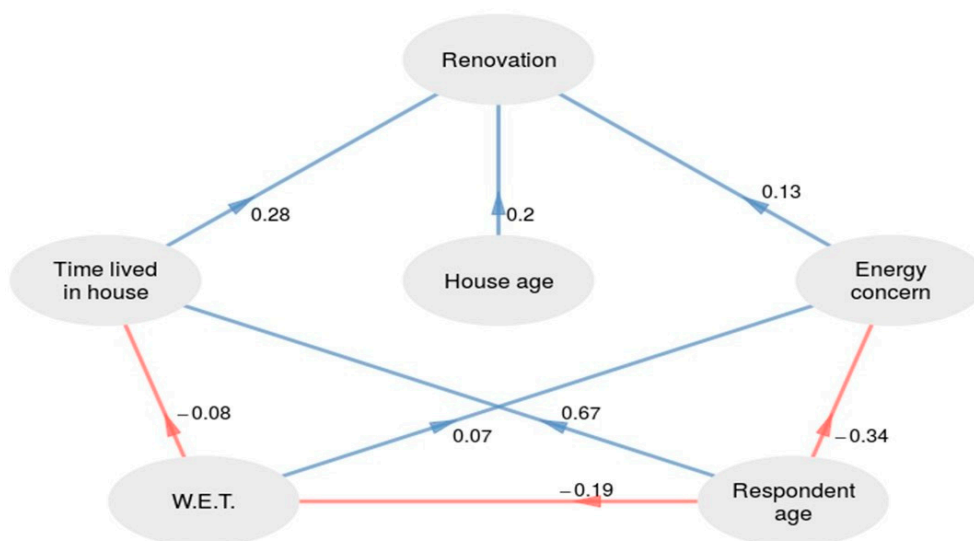 Renovation
0.13
0.28
0.2
Time lived
in house
House age
Energy
concern
−0.08
0.67
0.07
−0.34
−0.19
W.E.T.
Respondent
age